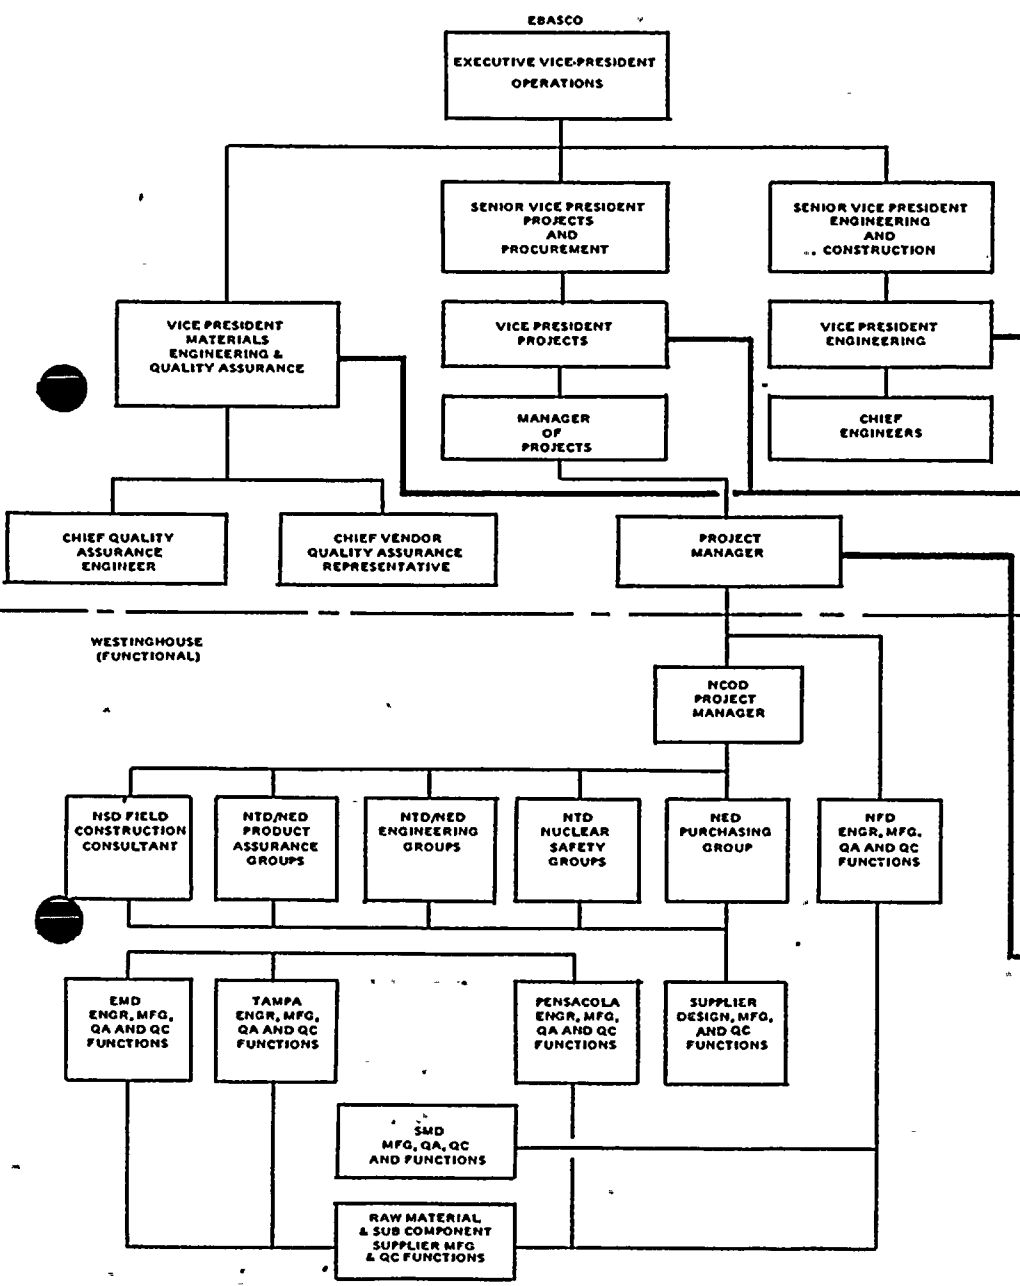 EBASCO
EXECUTIVE VICE-PRESIDENT
OPERATIONS
SENIOR VICE PRESIDENT
PROJECTS
AND
PROCUREMENT
SENIOR VICE PRESIDENT
ENGINEERING
AND
CONSTRUCTION
VICE PRESIDENT
MATERIALS
ENGINEERING &
QUALITY ASSURANCE
VICE PRESIDENT
PROJECTS
VICE PRESIDENT
ENGINEERING
MANAGER
OF
PROJECTS
CHIEF
ENGINEERS
CHIEF QUALITY
ASSURANCE
ENGINEER
CHIEF VENDOR
QUALITY ASSURANCE
REPRESENTATIVE
PROJECT
MANAGER
WESTINGHOUSE
(FUNCTIONAL)
NCOD
PROJECT
MANAGER
NSD FIELD
CONSTRUCTION
CONSULTANT
NTD/NED
PRODUCT
ASSURANCE
GROUPS
NTD/NED
ENGINEERING
GROUPS
NTD
NUCLEAR
SAFETY
GROUPS
NED
PURCHASING
GROUP
NFD
ENGR, MFG,
QA AND QC
FUNCTIONS
EMD
ENGR, MFG,
QA AND QC
FUNCTIONS
TAMPA
ENGR, MFG,
QA AND QC
FUNCTIONS
PENSACOLA
ENGR, MFG,
QA AND QC
FUNCTIONS
SUPPLIER
DESIGN, MFG,
AND QC
FUNCTIONS
SMD
MFG, QA, QC
AND FUNCTIONS
RAW MATERIAL
& SUB COMPONENT
SUPPLIER MFG
& QC FUNCTIONS